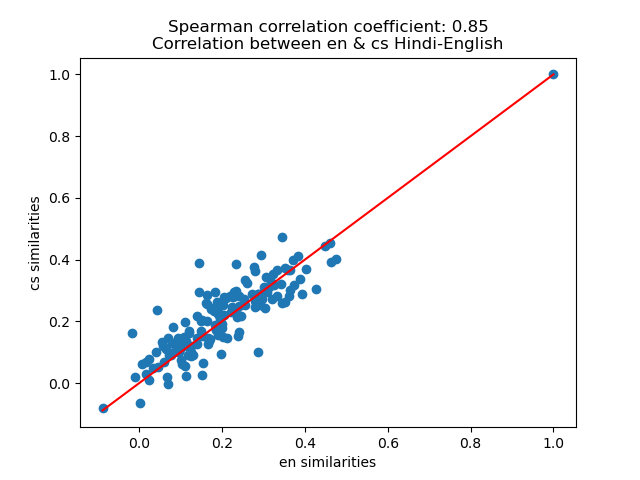 Spearman correlation coefficient: 0.85
Correlation between en & cs Hindi-English
cs similarities
1.0
0.8
0.6
0.4
0.2
0.0
0.0 0.2 0.4 0.6 0.8 1.0
en similarities